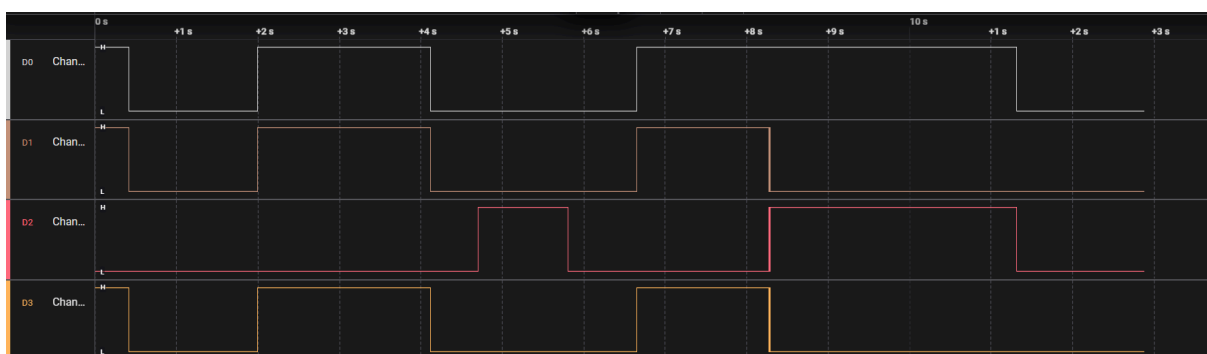 0 s 10 s
+1 s +2 s +3 s +4 s +5 s +6 s +7 s +8 s +9 s +1 s +2 s +3 s
D0 Chan... H
L
D1 Chan... H
L
D2 Chan... H
L
D3 Chan... H
L